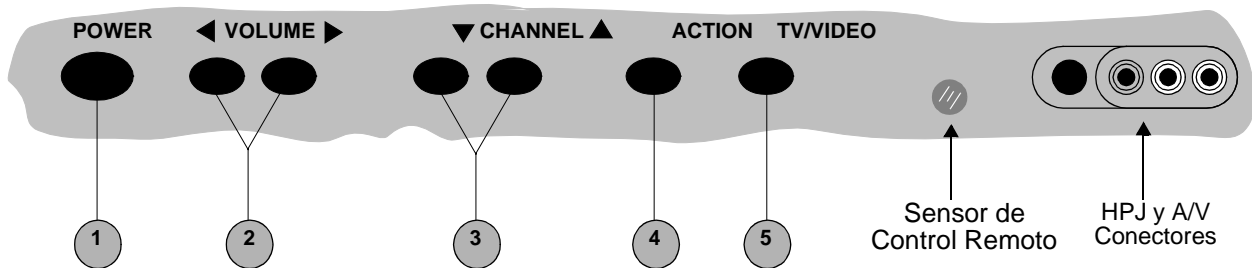 POWER ◀ VOLUME ▶ ▼ CHANNEL ▲ ACTION TV/VIDEO
1 2 3 4 5
Sensor de
Control Remoto
HPJ y A/V
Conectores